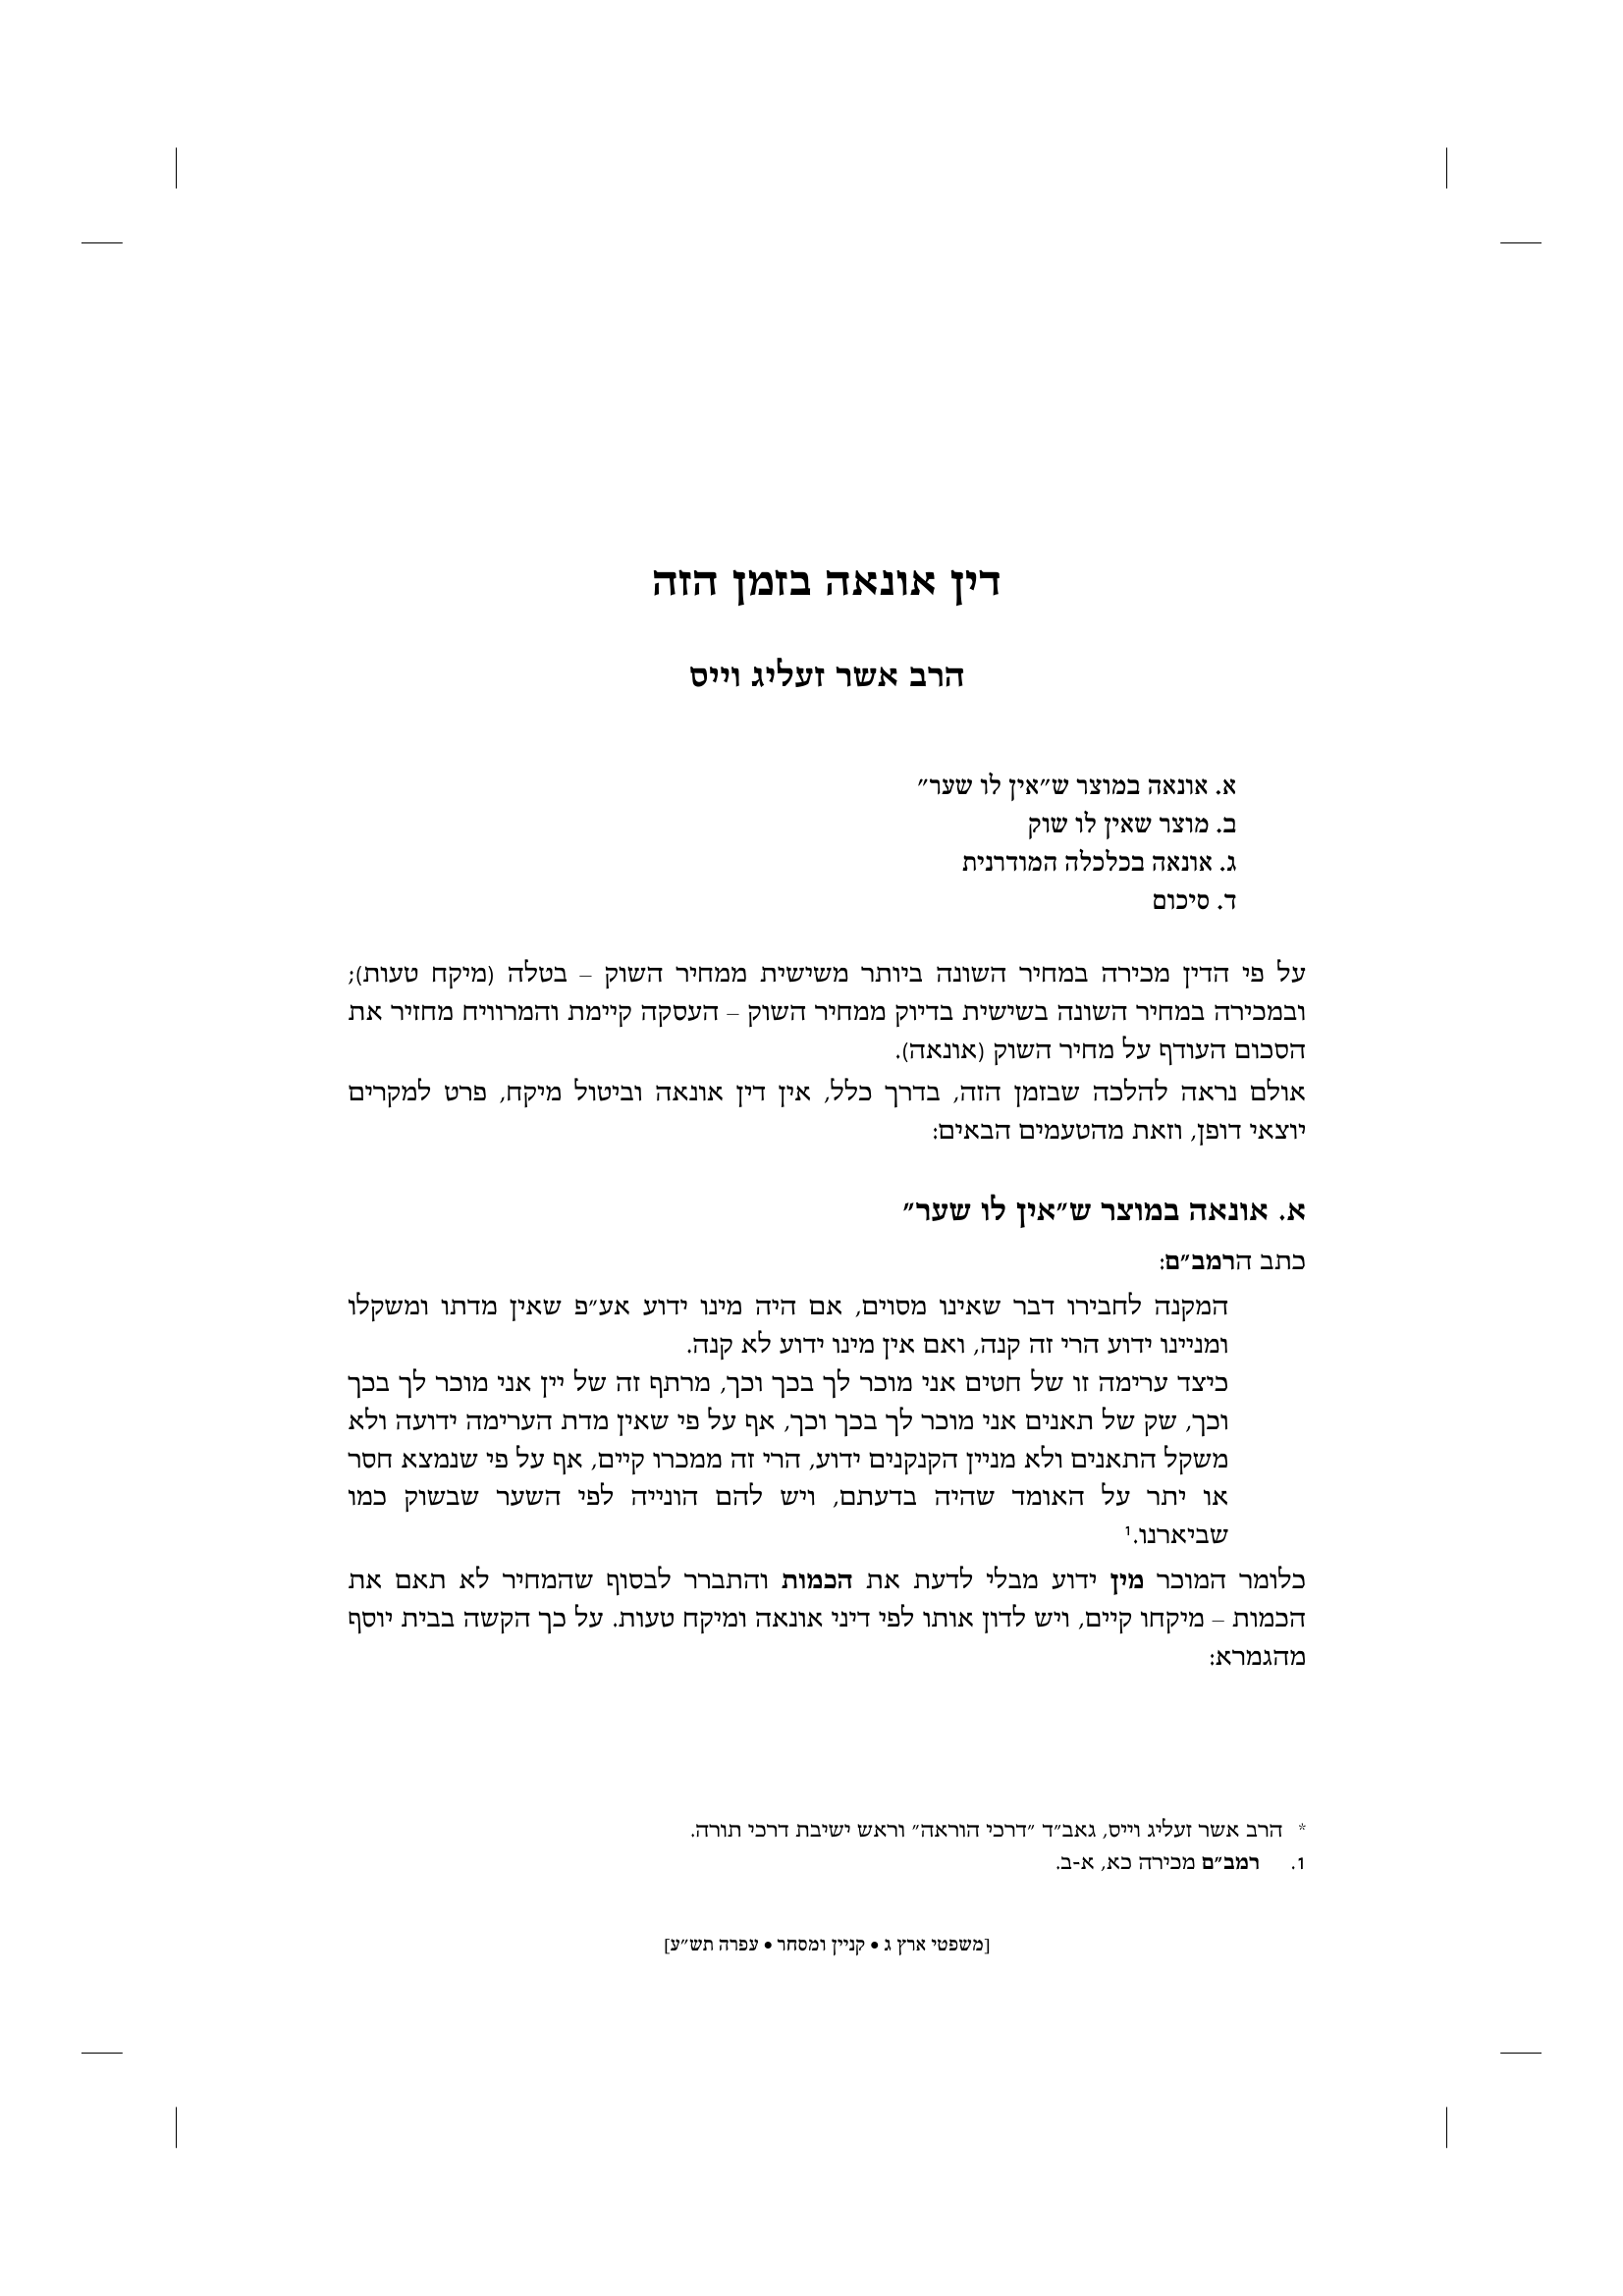 דין אונאה בזמן הזה
הרב אשר זעליג וייס
א. אונאה במוצר ש״אין לו שער״
ב. מוצר שאין לו שוק
ג. אונאה בכלכלה המודרנית
ד. סיכום
על פי הדין מכירה במחיר השונה ביותר משישית ממחיר השוק – בטלה (מיקח טעות);
ובמכירה במחיר השונה בשישית בדיוק ממחיר השוק – העסקה קיימת והמרוויח מחזיר את
הסכום העודף על מחיר השוק (אונאה).
אולם נראה להלכה שבזמן הזה, בדרך כלל, אין דין אונאה וביטול מיקח, פרט למקרים
יוצאי דופן, וזאת מהטעמים הבאים:
א. אונאה במוצר ש״אין לו שער״
כתב הרמב״ם:
המקנה לחבירו דבר שאינו מסוים, אם היה מינו ידוע אע״פ שאין מדתו ומשקלו
ומניינו ידוע הרי זה קנה, ואם אין מינו ידוע לא קנה.
כיצד ערימה זו של חטים אני מוכר לך בכך וכך, מרתף זה של יין אני מוכר לך בכך
וכך, שק של תאנים אני מוכר לך בכך וכך, אף על פי שאין מדת הערימה ידועה ולא
משקל התאנים ולא מניין הקנקנים ידוע, הרי זה ממכרו קיים, אף על פי שנמצא חסר
או יתר על האומד שהיה בדעתם, ויש להם הונייה לפי השער שבשוק כמו
שביארנו.1
כלומר המוכר מין ידוע מבלי לדעת את הכמות והתברר לבסוף שהמחיר לא תאם את
הכמות – מיקחו קיים, ויש לדון אותו לפי דיני אונאה ומיקח טעות. על כך הקשה בבית יוסף
מהגמרא:
* הרב אשר זעליג וייס, גאב״ד ״דרכי הוראה״ וראש ישיבת דרכי תורה.
1. רמב״ם מכירה כא, א-ב.
[משפטי ארץ ג • קניין ומסחר • עפרה תש״ע]